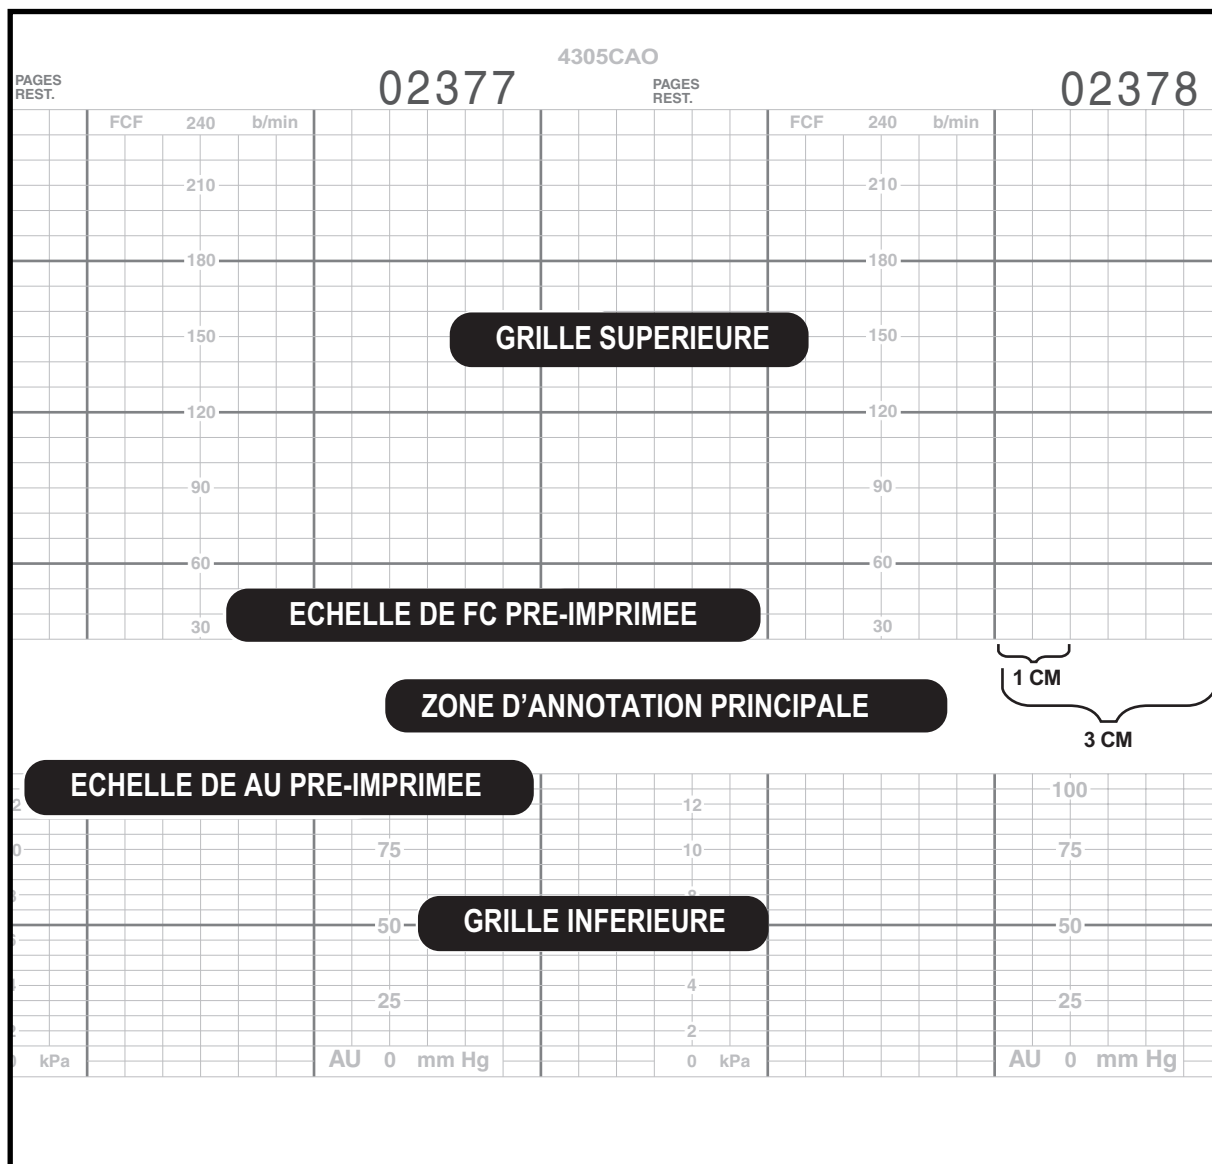 4305CAO
PAGES REST. 02377 PAGES REST. 02378
FCF 240 b/min FCF 240 b/min
210 210
180 180
150 GRILLE SUPERIEURE 150
120 120
90 90
60 60
ECHELLE DE FC PRE-IMPRIMEE
30 30
1 CM
ZONE D'ANNOTATION PRINCIPALE
3 CM
ECHELLE DE AU PRE-IMPRIMEE
100
12
75 10 75
8
50 GRILLE INFERIEURE 50
4
25 25
2
kPa AU 0 mm Hg 0 kPa AU 0 mm Hg